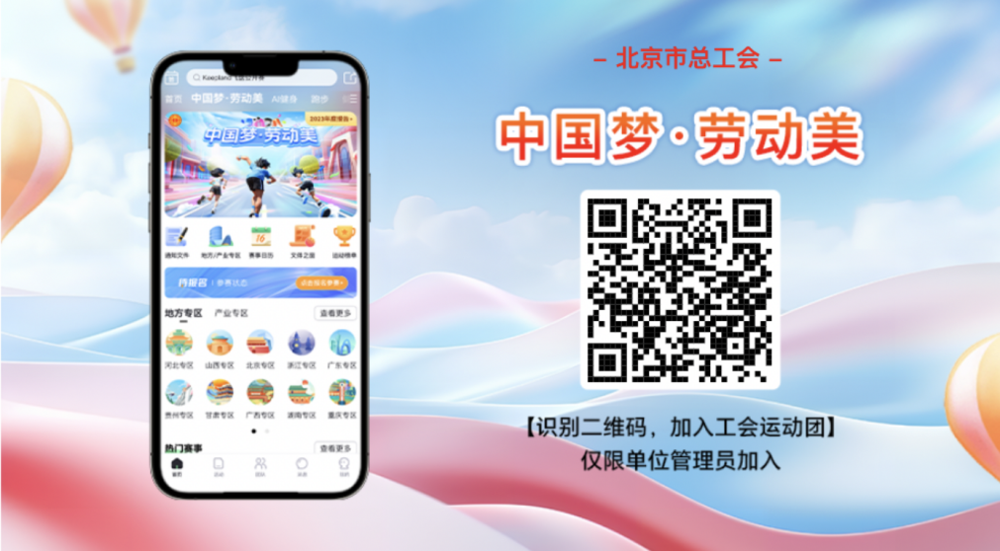 – 北京市总工会 –
中国梦·劳动美
【识别二维码，加入工会运动团】
仅限单位管理员加入
首页 中国梦·劳动美 AI健身 跑步
2023年度报告
中国梦·劳动美
通知文件 地方/产业专区 赛事日历 文体之窗 运动榜单
待报名 | 参赛状态 点击报名参赛
地方专区 产业专区 查看更多
河北专区 山西专区 北京专区 浙江专区 广东专区
贵州专区 甘肃专区 广西专区 湖南专区 重庆专区
热门赛事 查看更多
首页